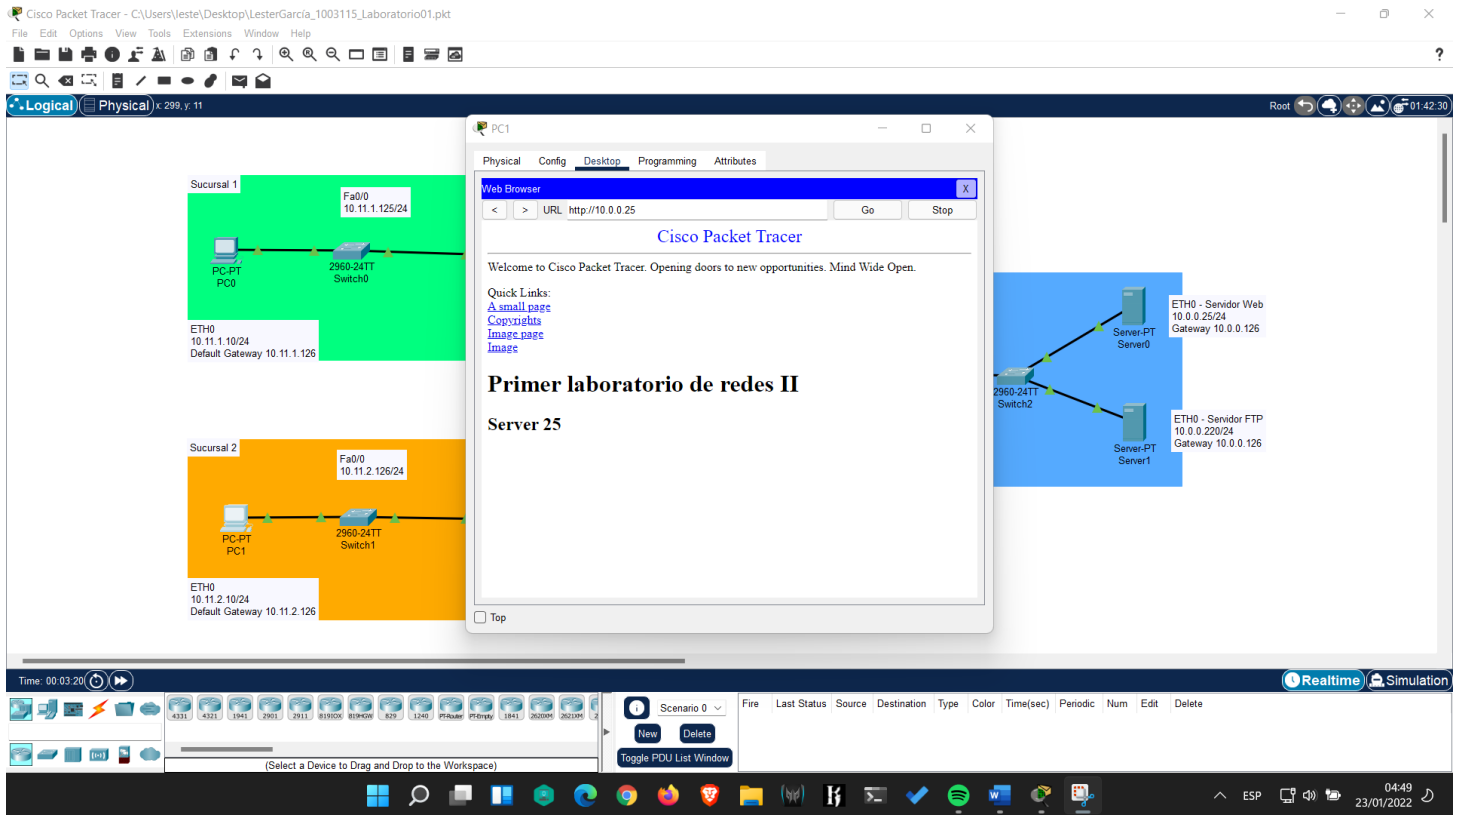 Cisco Packet Tracer - C:\Users\leste\Desktop\LesterGarcía_1003115_Laboratorio01.pkt
File Edit Options View Tools Extensions Window Help
?
Logical Physical x: 299, y: 11
Root 01:42:30
PC1
Physical Config Desktop Programming Attributes
Web Browser X
< > URL http://10.0.0.25 Go Stop
Cisco Packet Tracer
Welcome to Cisco Packet Tracer. Opening doors to new opportunities. Mind Wide Open.
Quick Links:
A small page
Copyrights
Image page
Image
Primer laboratorio de redes II
Server 25
Top
Sucursal 1
Fa0/0
10.11.1.125/24
PC-PT
PC0
2960-24TT
Switch0
ETH0
10.11.1.10/24
Default Gateway 10.11.1.126
Sucursal 2
Fa0/0
10.11.2.126/24
PC-PT
PC1
2960-24TT
Switch1
ETH0
10.11.2.10/24
Default Gateway 10.11.2.126
ETH0 - Servidor Web
10.0.0.25/24
Gateway 10.0.0.126
Server-PT
Server0
2960-24TT
Switch2
ETH0 - Servidor FTP
10.0.0.220/24
Gateway 10.0.0.126
Server-PT
Server1
Time: 00:03:20
Realtime Simulation
4331 4321 1941 2901 2911 819IOX 819HGW 829 1240 PT-Router PT-Empty 1841 2620XM 2621XM 2
(Select a Device to Drag and Drop to the Workspace)
Scenario 0
New Delete
Toggle PDU List Window
Fire Last Status Source Destination Type Color Time(sec) Periodic Num Edit Delete
ESP
04:49
23/01/2022